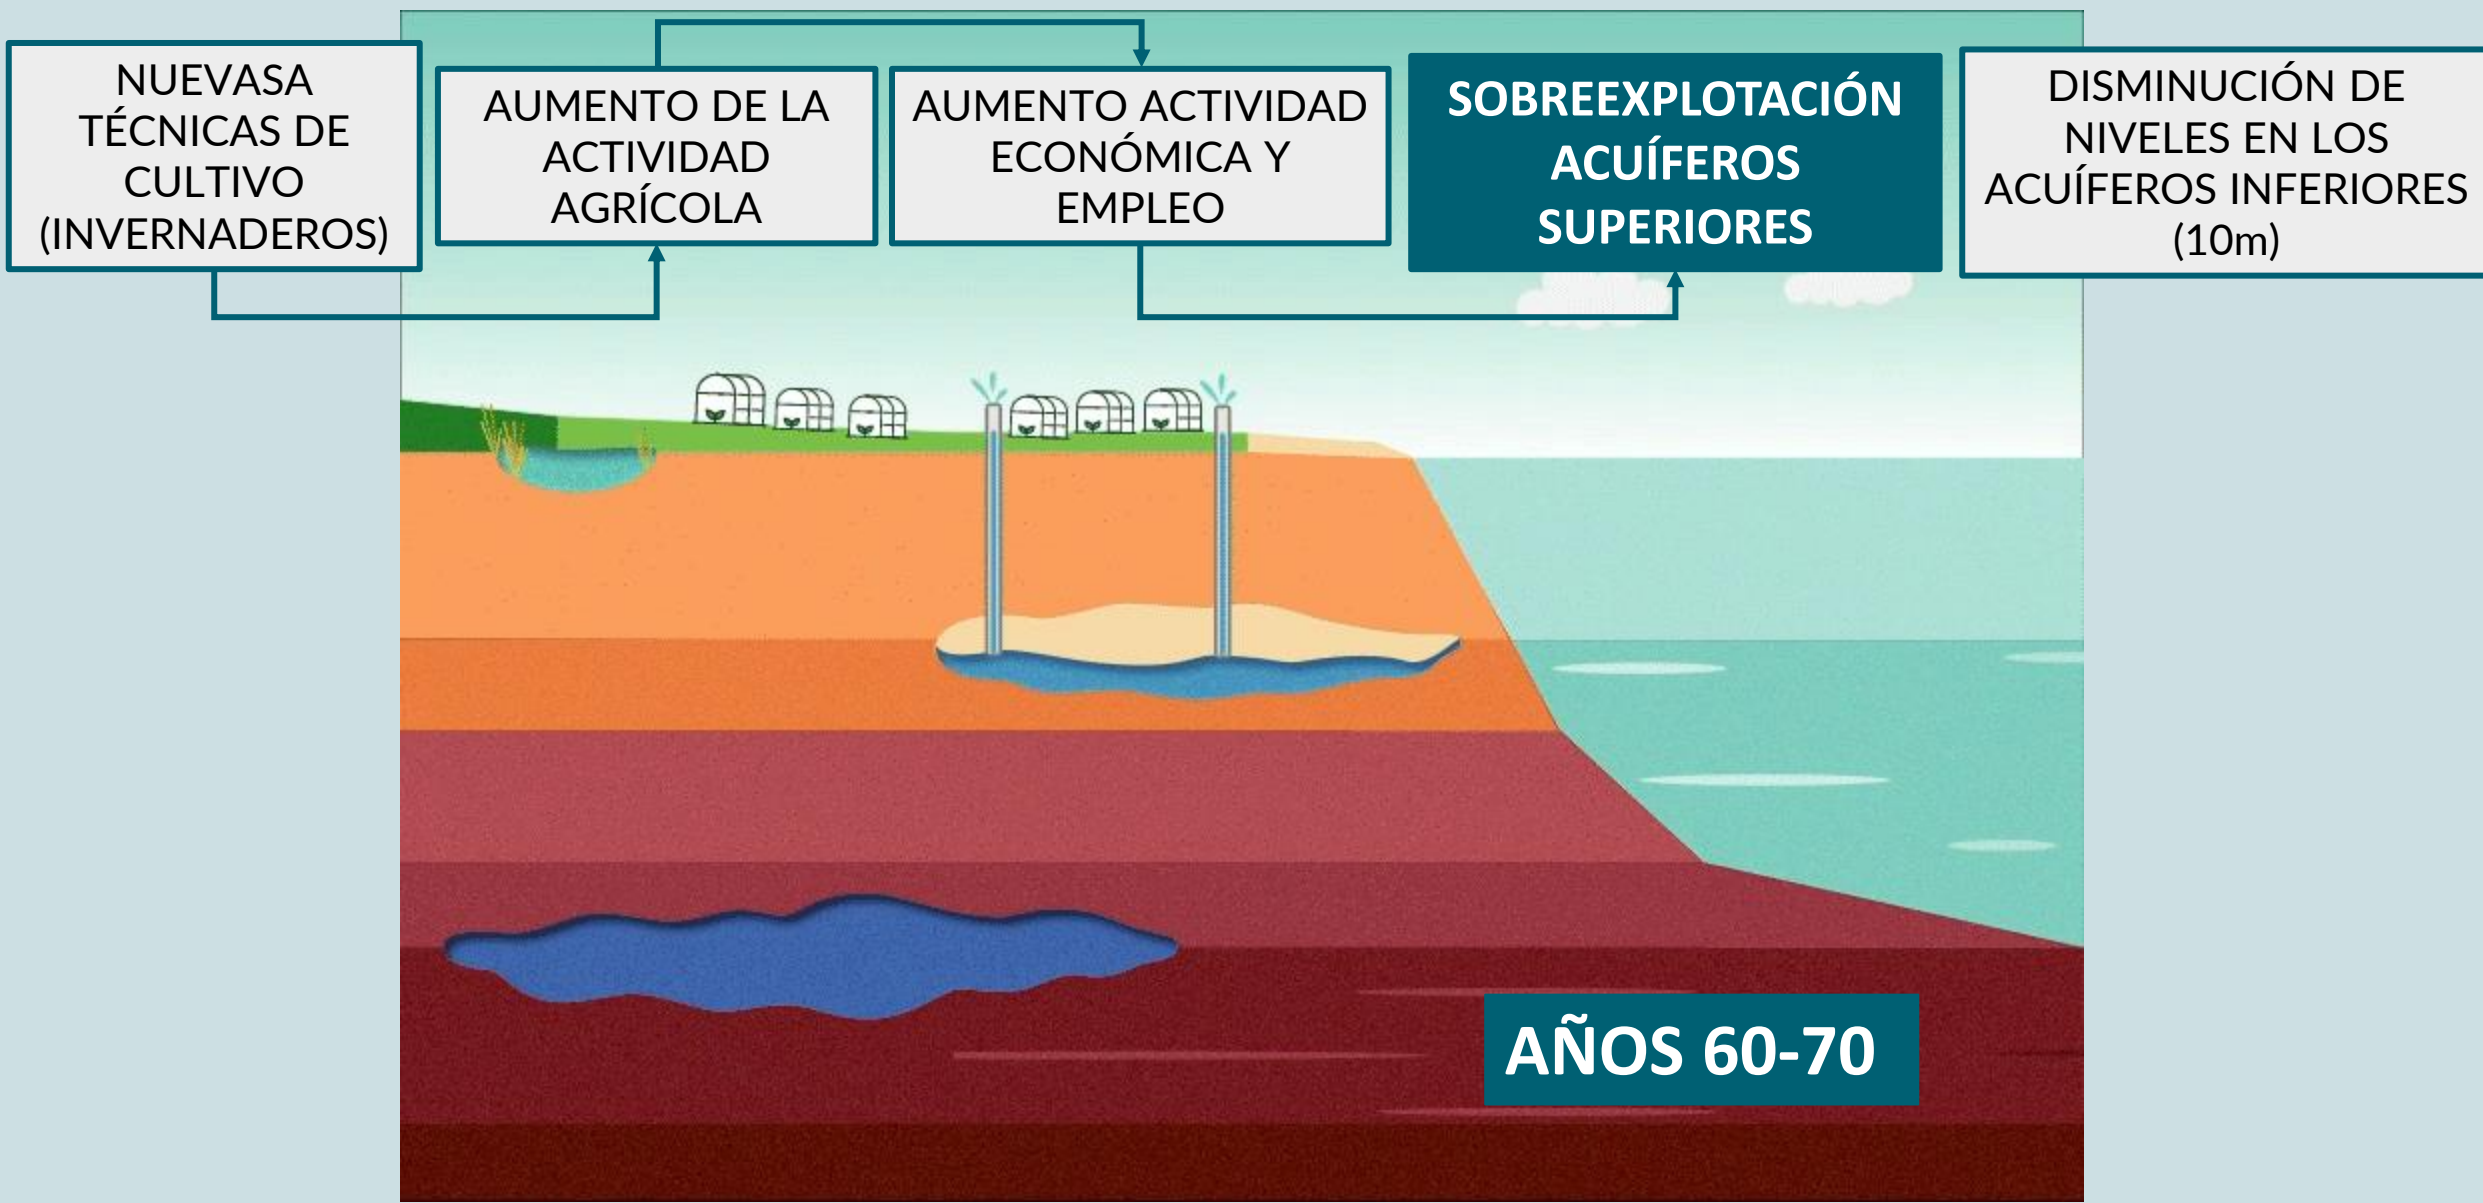 NUEVASA
TÉCNICAS DE
CULTIVO
(INVERNADEROS)
AUMENTO DE LA
ACTIVIDAD
AGRÍCOLA
AUMENTO ACTIVIDAD
ECONÓMICA Y
EMPLEO
SOBREEXPLOTACIÓN
ACUÍFEROS
SUPERIORES
DISMINUCIÓN DE
NIVELES EN LOS
ACUÍFEROS INFERIORES
(10m)
AÑOS 60-70